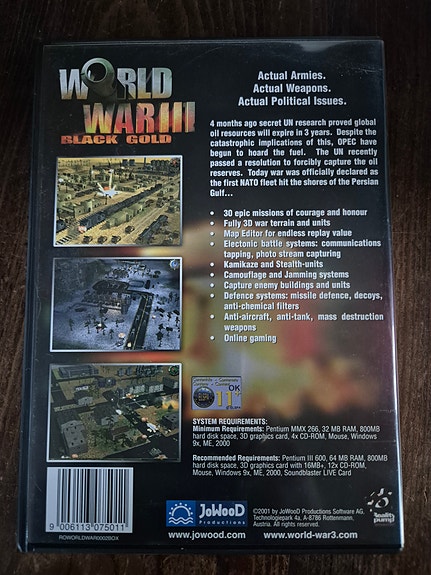 WORLD
WAR III
BLACK GOLD
Actual Armies.
Actual Weapons.
Actual Political Issues.
4 months ago secret UN research proved global
oil resources will expire in 3 years. Despite the
catastrophic implications of this, OPEC have
begun to hoard the fuel. The UN recently
passed a resolution to forcibly capture the oil
reserves. Today war was officially declared as
the first NATO fleet hit the shores of the Persian
Gulf...
• 30 epic missions of courage and honour
• Fully 3D war terrain and units
• Map Editor for endless replay value
• Electonic battle systems: communications
tapping, photo stream capturing
• Kamikaze and Stealth-units
• Camouflage and Jamming systems
• Capture enemy buildings and units
• Defence systems: missile defence, decoys,
anti-chemical filters
• Anti-aircraft, anti-tank, mass destruction
weapons
• Online gaming
OK
11+
SYSTEM REQUIREMENTS:
Minimum Requirements: Pentium MMX 266, 32 MB RAM, 800MB
hard disk space, 3D graphics card, 4x CD-ROM, Mouse, Windows
9x, ME, 2000
Recommended Requirements: Pentium III 600, 64 MB RAM, 800MB
hard disk space, 3D graphics card with 16MB+, 12x CD-ROM,
Mouse, Windows 9x, ME, 2000, Soundblaster LIVE Card
9 006113 075011
ROWORLDWAR0002BOX
JoWooD
Productions
©2001 by JoWooD Productions Software AG,
Technologiepark 4a, A-8786 Rottenmann,
Austria. All rights reserved.
reality
pump
www.jowood.com
www.world-war3.com